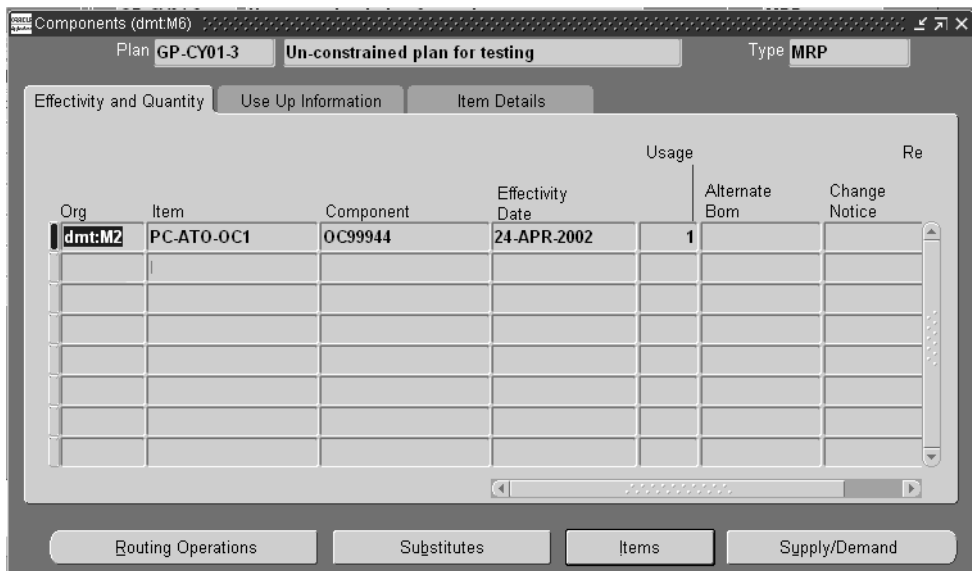 Components (dmt:M6)
Plan GP-CY01-3 Un-constrained plan for testing Type MRP
Effectivity and Quantity Use Up Information Item Details
Usage Re
Org Item Component Effectivity Date Alternate Bom Change Notice
dmt:M2 PC-ATO-OC1 OC99944 24-APR-2002 1
Routing Operations Substitutes Items Supply/Demand